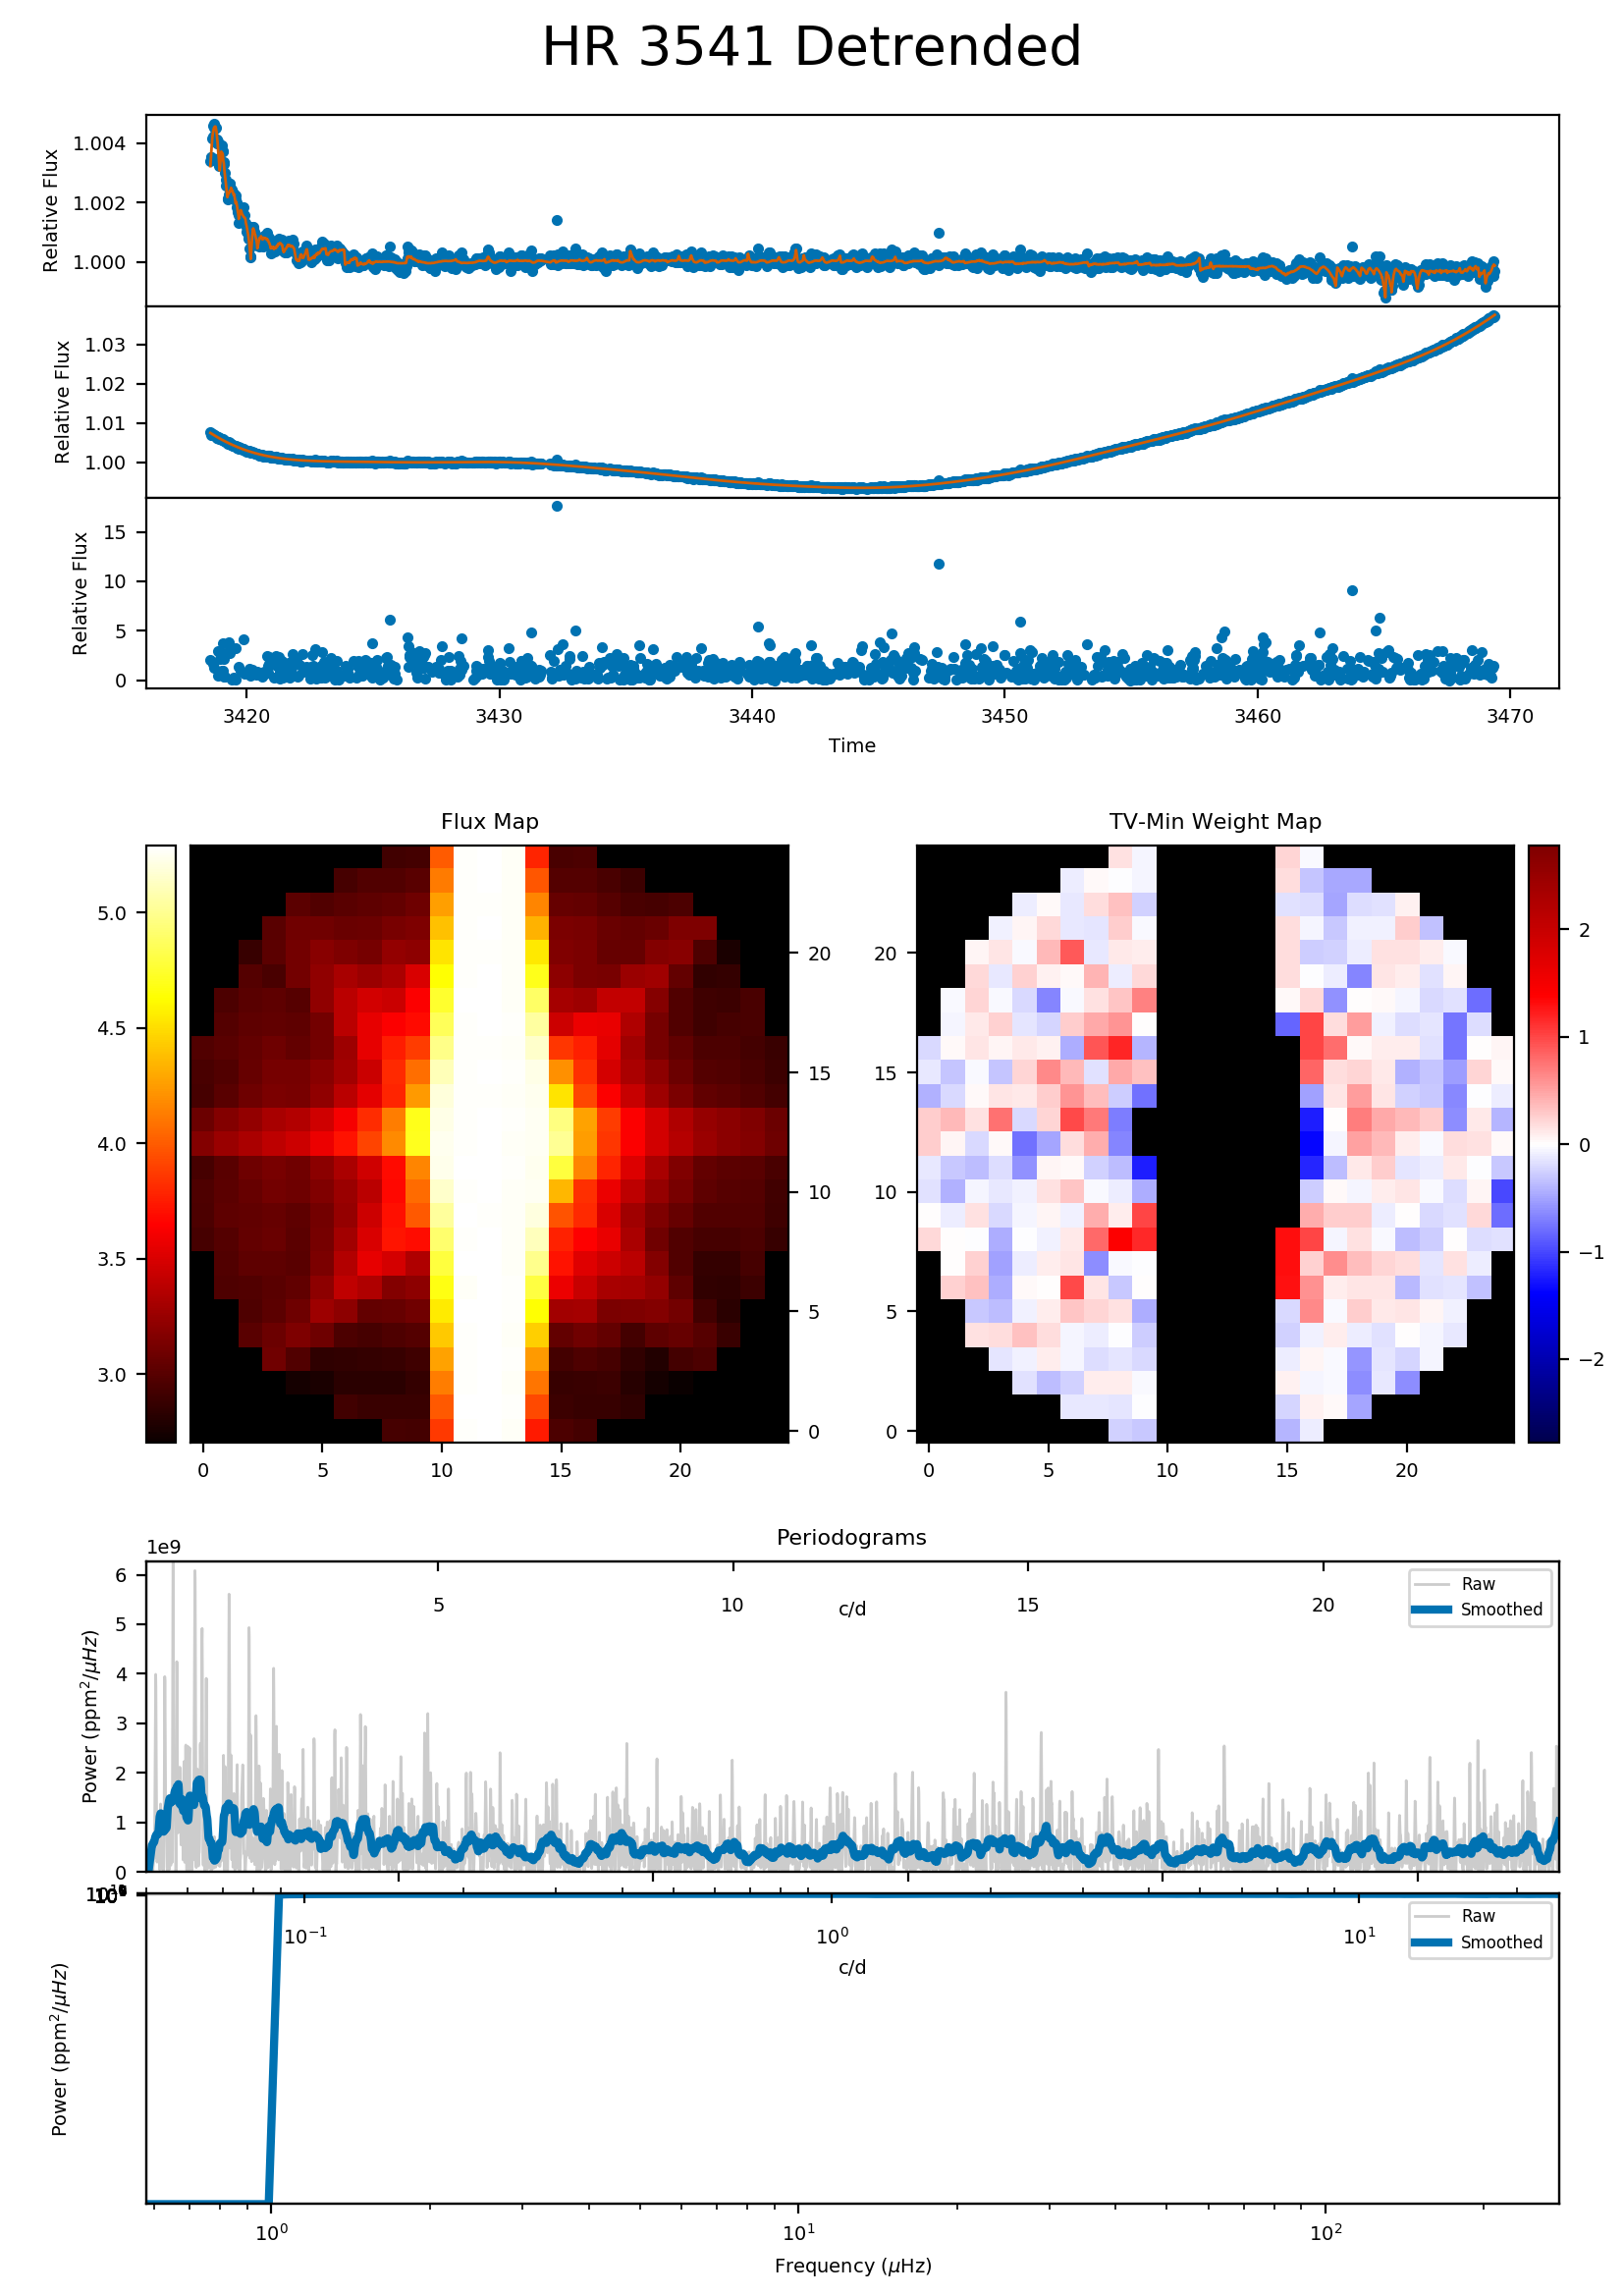 HR 3541 Detrended
Relative Flux
1.004
1.002
1.000
Relative Flux
1.03
1.02
1.01
1.00
Relative Flux
15
10
5
0
3420 3430 3440 3450 3460 3470
Time
Flux Map
5.0
4.5
4.0
3.5
3.0
20
15
10
5
0
0 5 10 15 20
TV-Min Weight Map
20
15
10
5
0
0 5 10 15 20
2
1
0
−1
−2
Periodograms
1e9
Power (ppm²/μHz)
6
5
4
3
2
1
0
5 10 15 20
c/d
Raw
Smoothed
Power (ppm²/μHz)
10⁻¹ 10⁰ 10¹
c/d
Raw
Smoothed
10⁰ 10¹ 10²
Frequency (μHz)